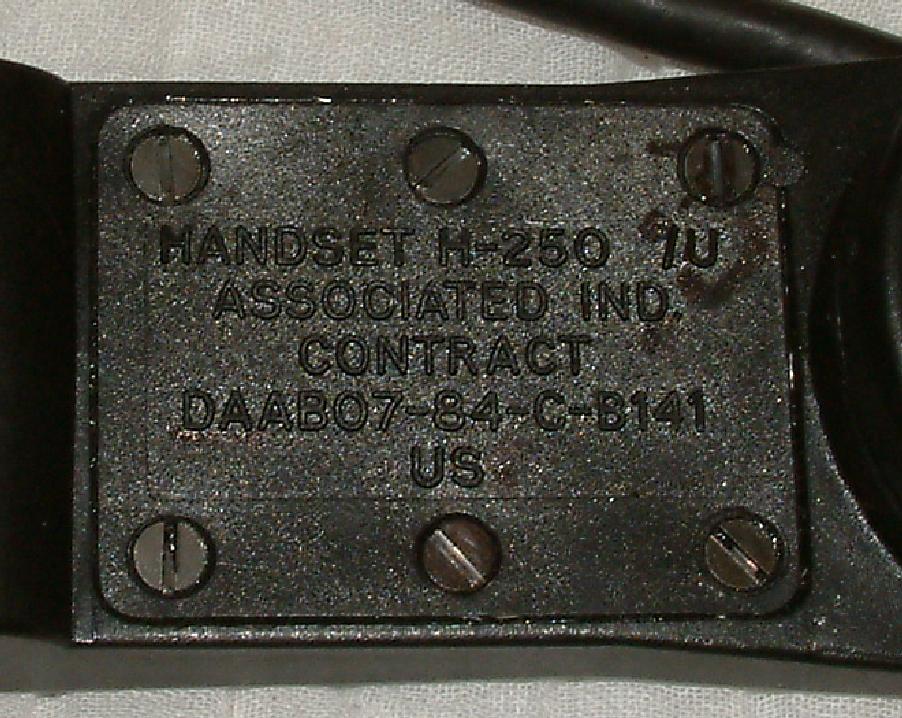 HANDSET H-250 /U
ASSOCIATED IND.
CONTRACT
DAAB07-84-C-B141
US